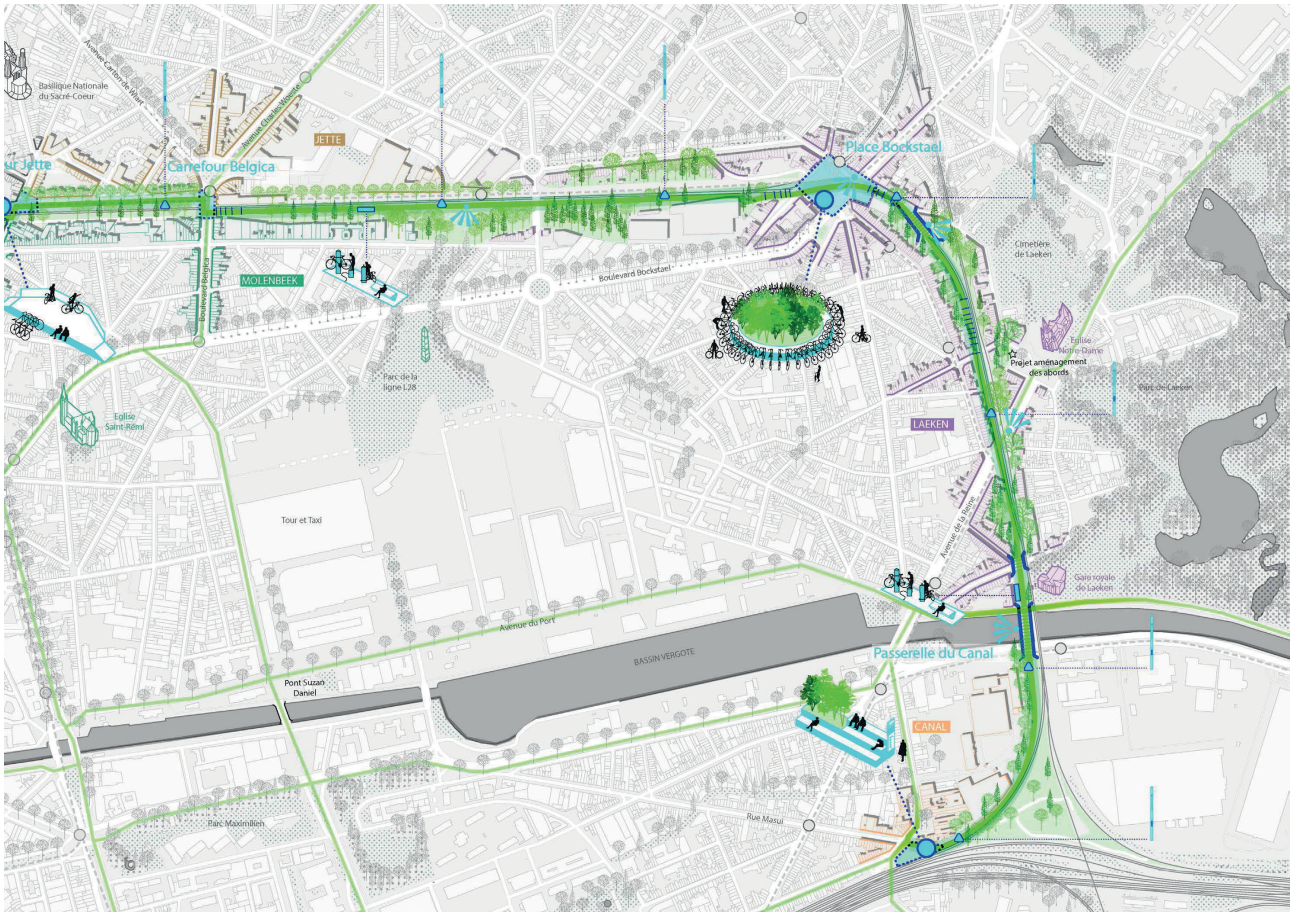 Avenue Carton de Wiart
Basilique Nationale
du Sacré-Coeur
Avenue Charles Woeste
JETTE
ur Jette
Carrefour Belgica
Place Bockstael
Cimetière
de Laeken
Boulevard Belgica
MOLENBEEK
Boulevard Bockstael
Eglise
Notre-Dame
Projet aménagement
des abords
Parc de la
ligne L28
Parc de Laeken
Eglise
Saint-Rémi
LAEKEN
Avenue de la Reine
Tour et Taxi
Gare royale
de Laeken
Avenue du Port
BASSIN VERGOTE
Passerelle du Canal
Pont Suzan
Daniel
CANAL
Rue Masui
Parc Maximilien